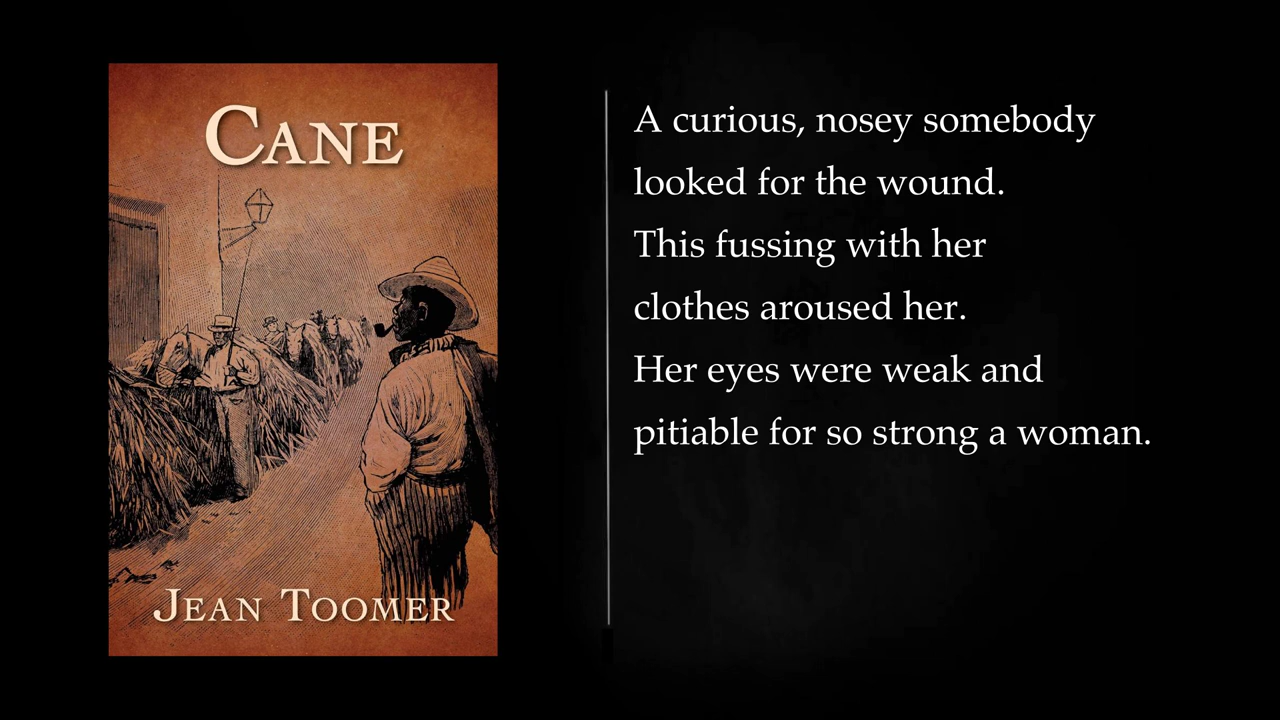 CANE
JEAN TOOMER
A curious, nosey somebody
looked for the wound.
This fussing with her
clothes aroused her.
Her eyes were weak and
pitiable for so strong a woman.